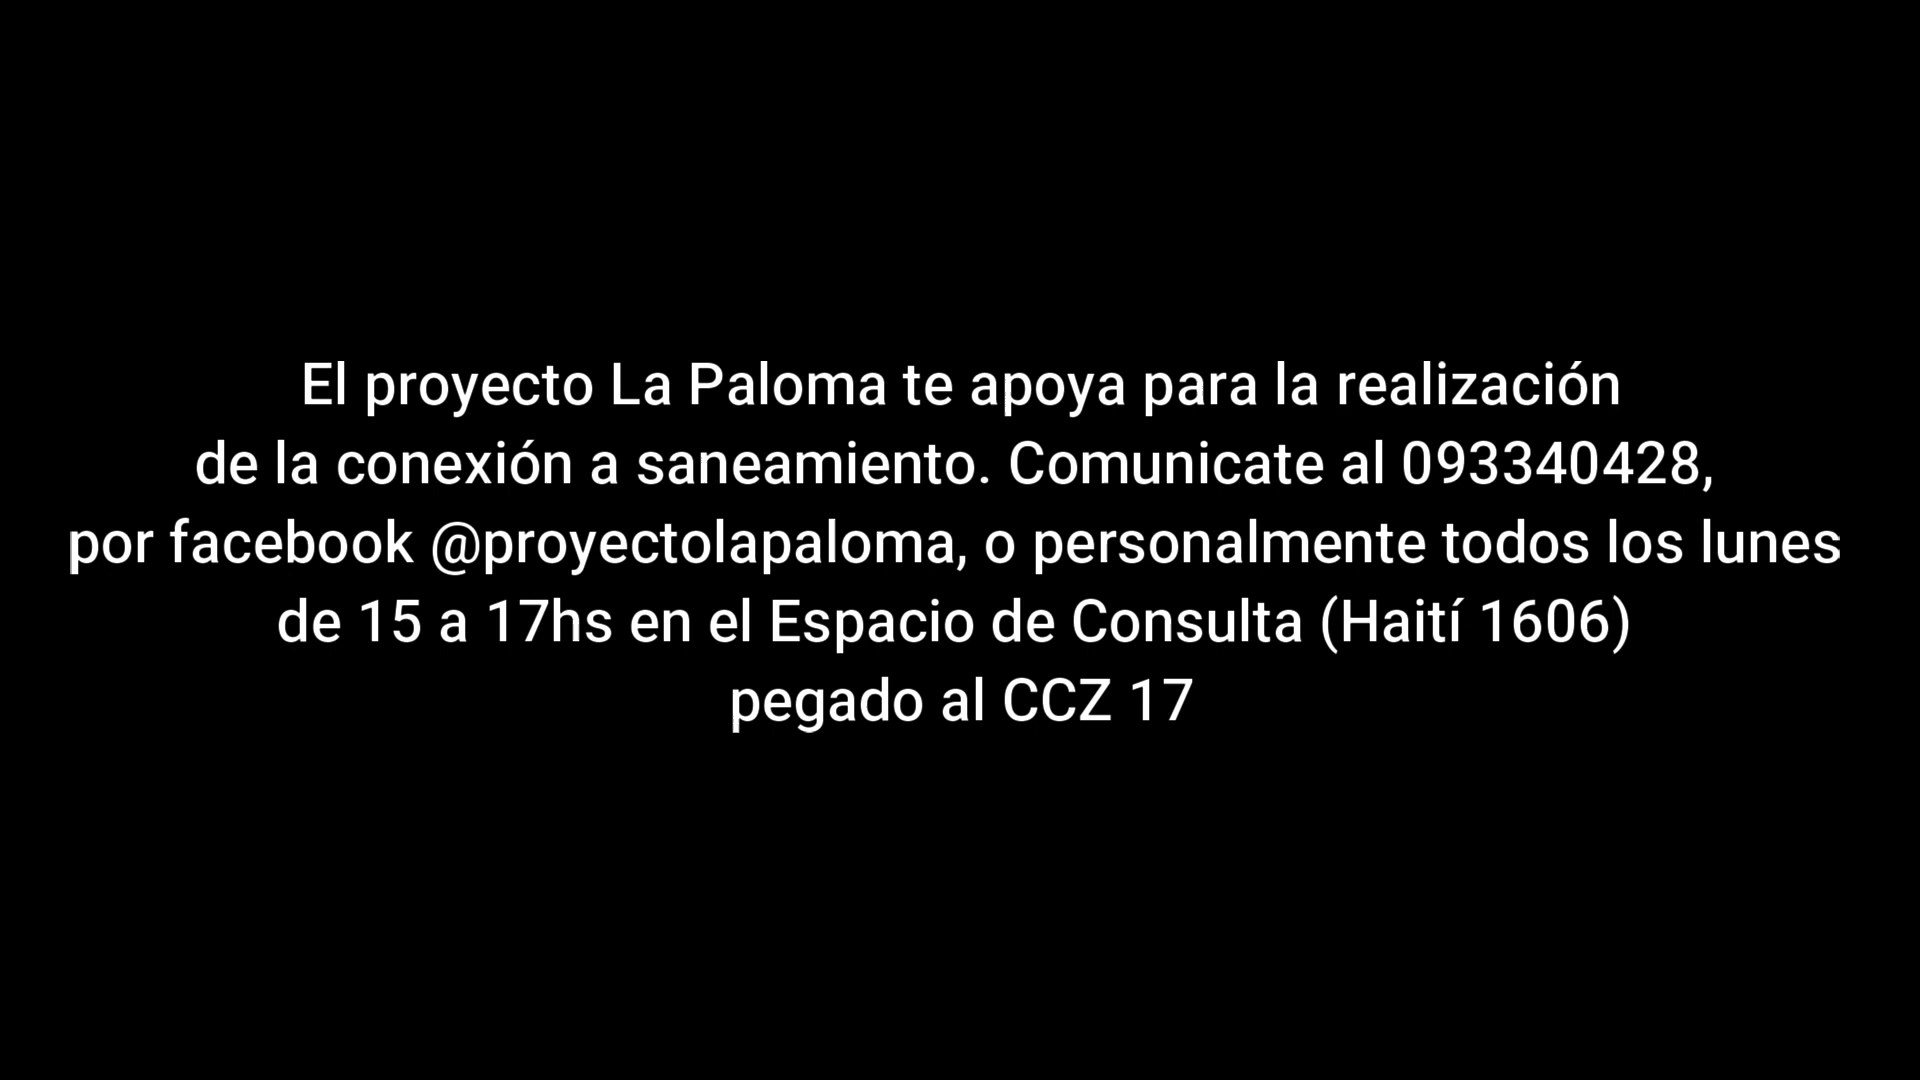 El proyecto La Paloma te apoya para la realización
de la conexión a saneamiento. Comunicate al 093340428,
por facebook @proyectolapaloma, o personalmente todos los lunes
de 15 a 17hs en el Espacio de Consulta (Haití 1606)
pegado al CCZ 17